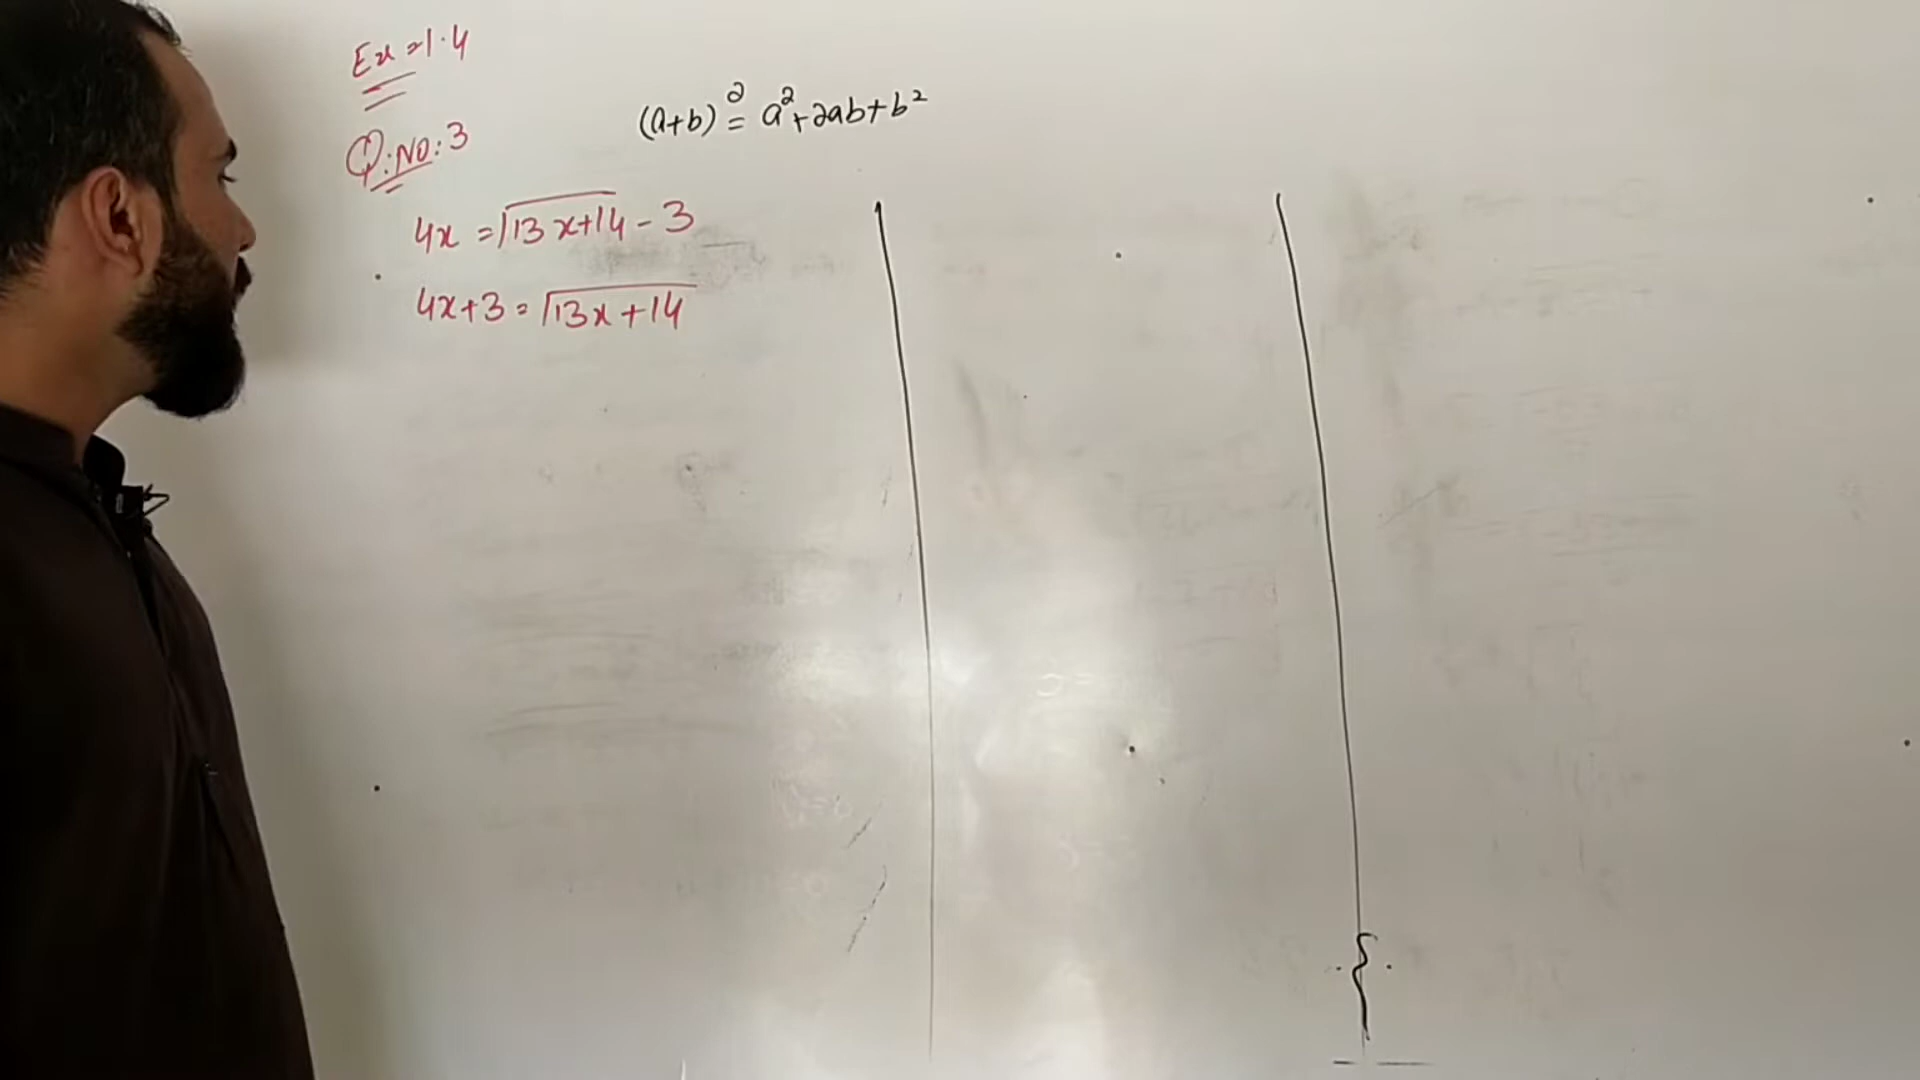 Ex = 1.4
Q:No:3
(a+b)² = a²+2ab+b²
4x = √13x+14 - 3
4x+3 = √13x+14